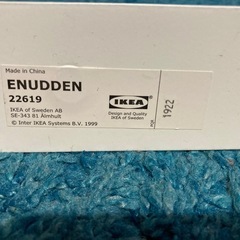 Made in China
ENUDDEN
22619
IKEA of Sweden AB
SE-343 81 Älmhult
© Inter IKEA Systems B.V. 1999
IKEA
Design and Quality
IKEA of Sweden
1922